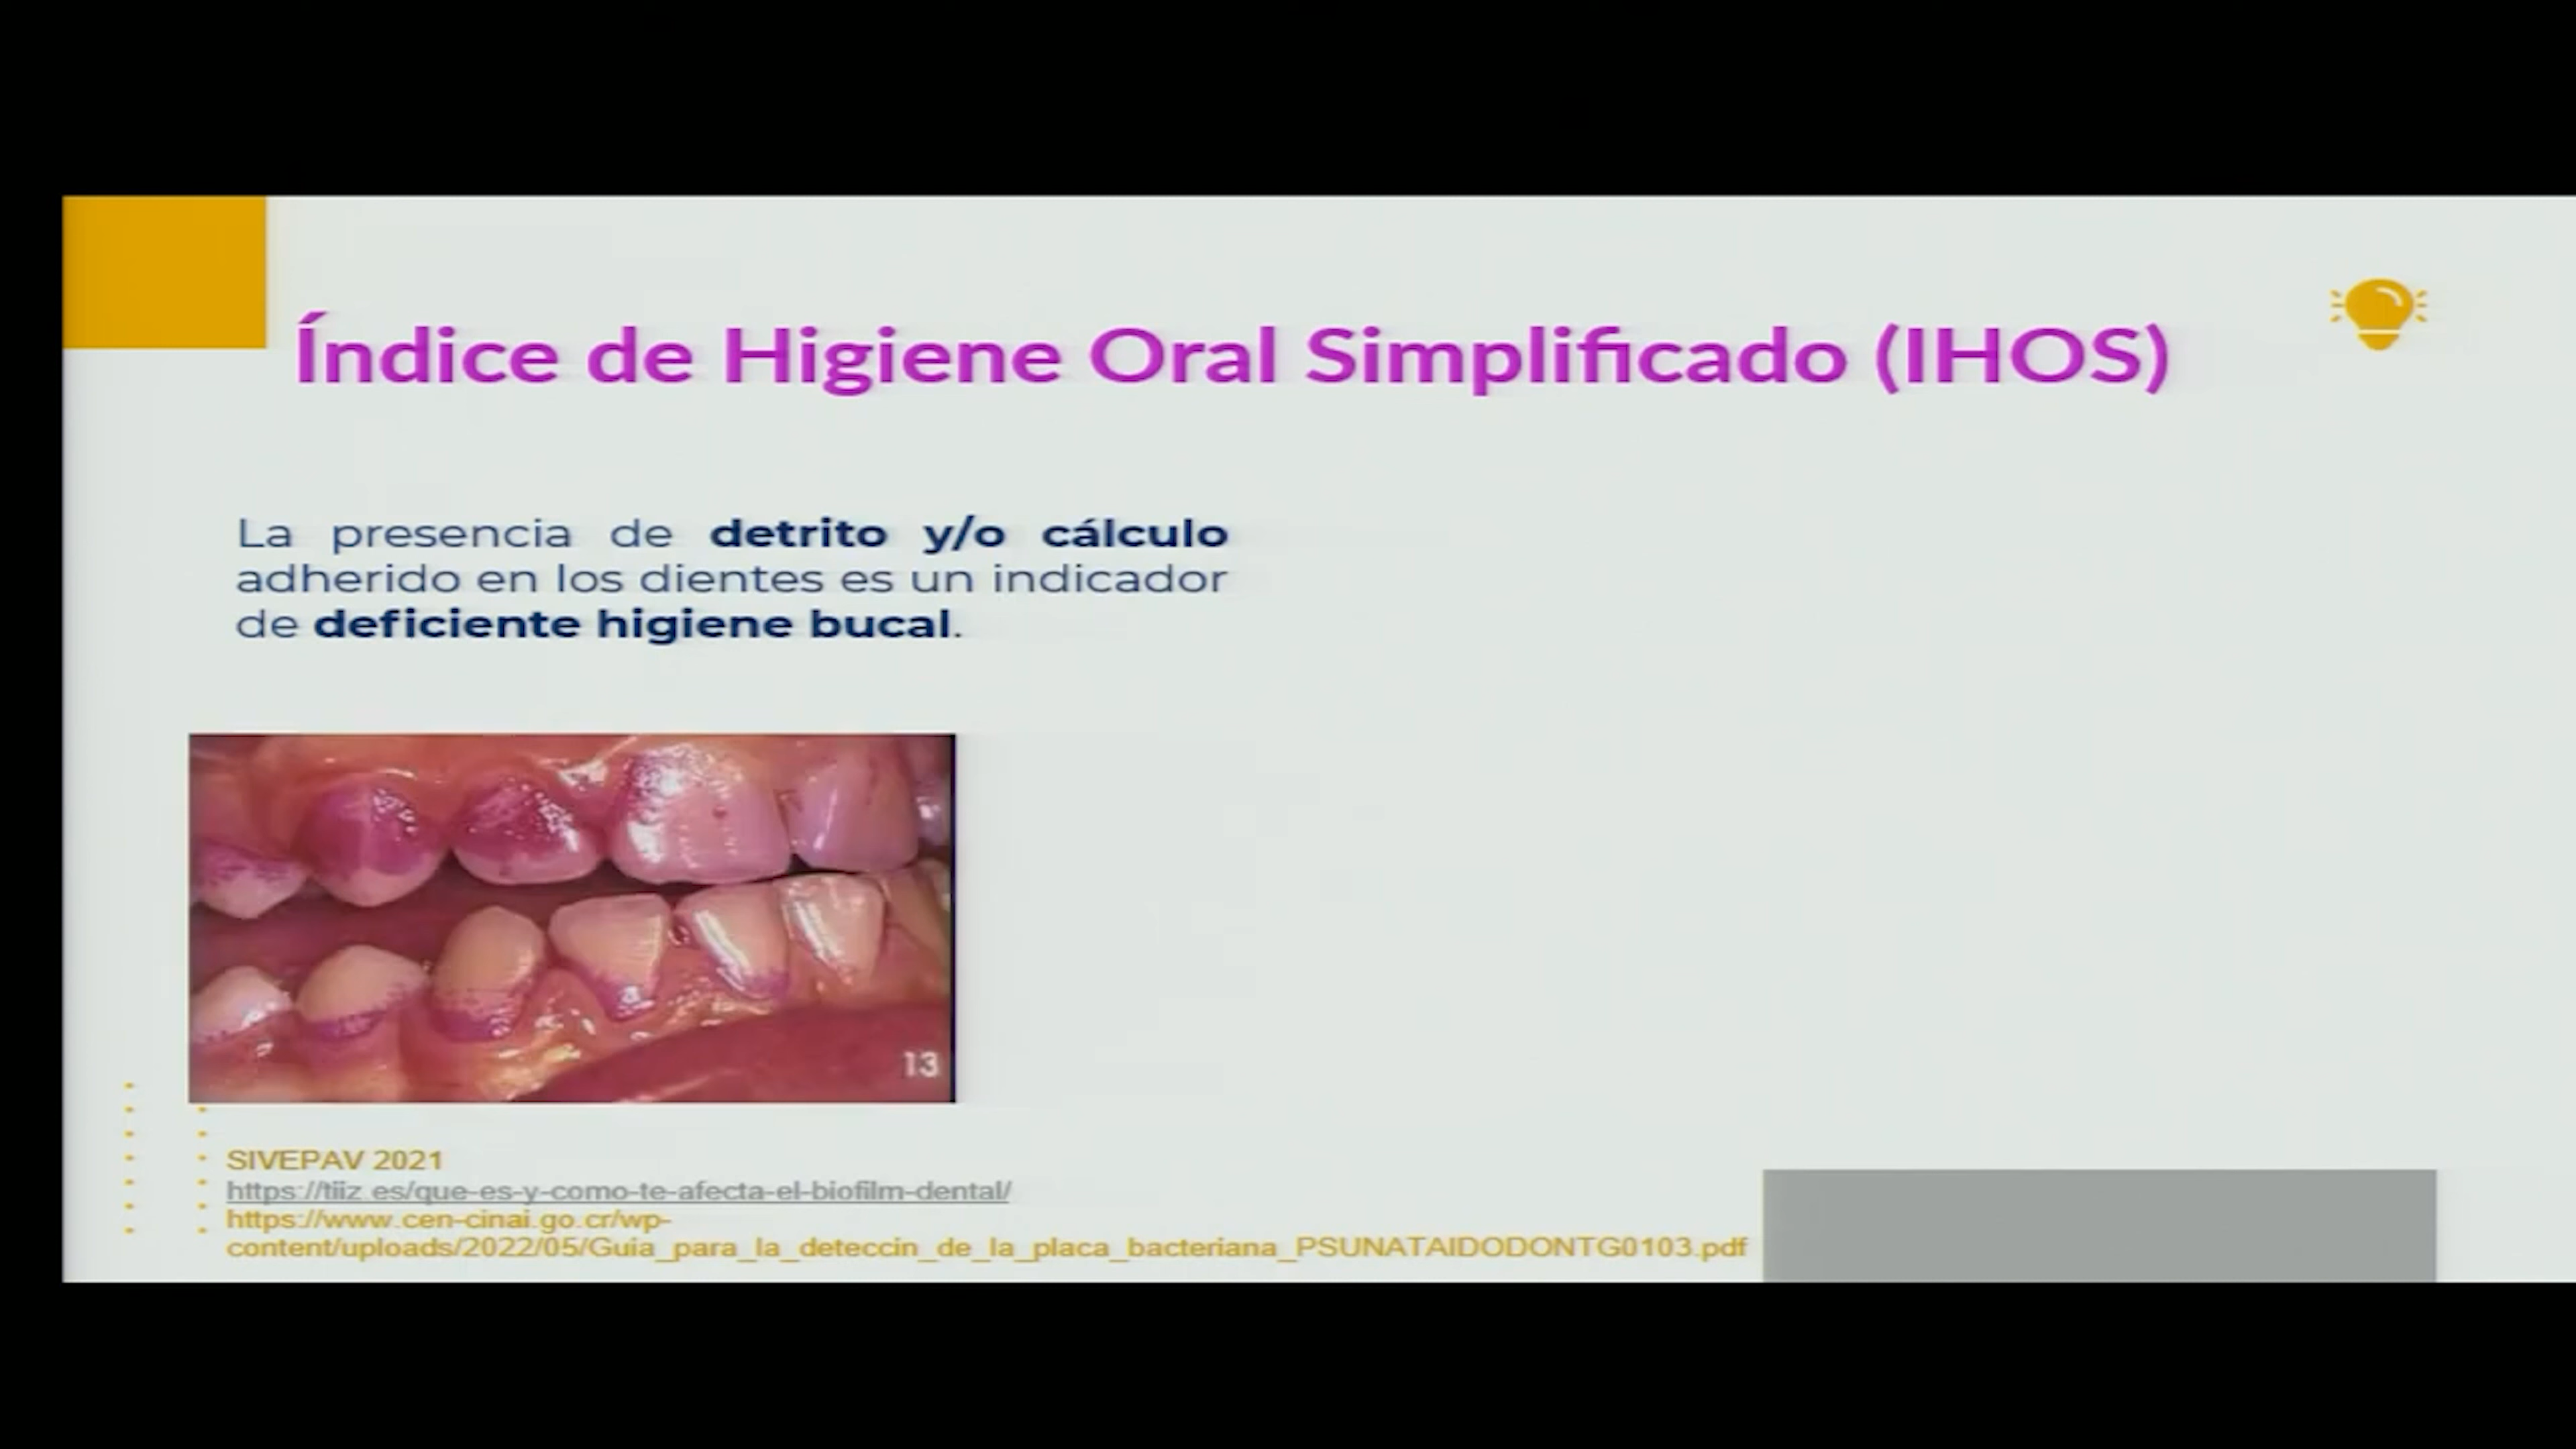 Índice de Higiene Oral Simplificado (IHOS)
La presencia de detrito y/o cálculo
adherido en los dientes es un indicador
de deficiente higiene bucal.
13
SIVEPAV 2021
https://tiiz.es/que-es-y-como-te-afecta-el-biofilm-dental/
https://www.cen-cinai.go.cr/wp-
content/uploads/2022/05/Guia_para_la_deteccin_de_la_placa_bacteriana_PSUNATAIDODONTG0103.pdf